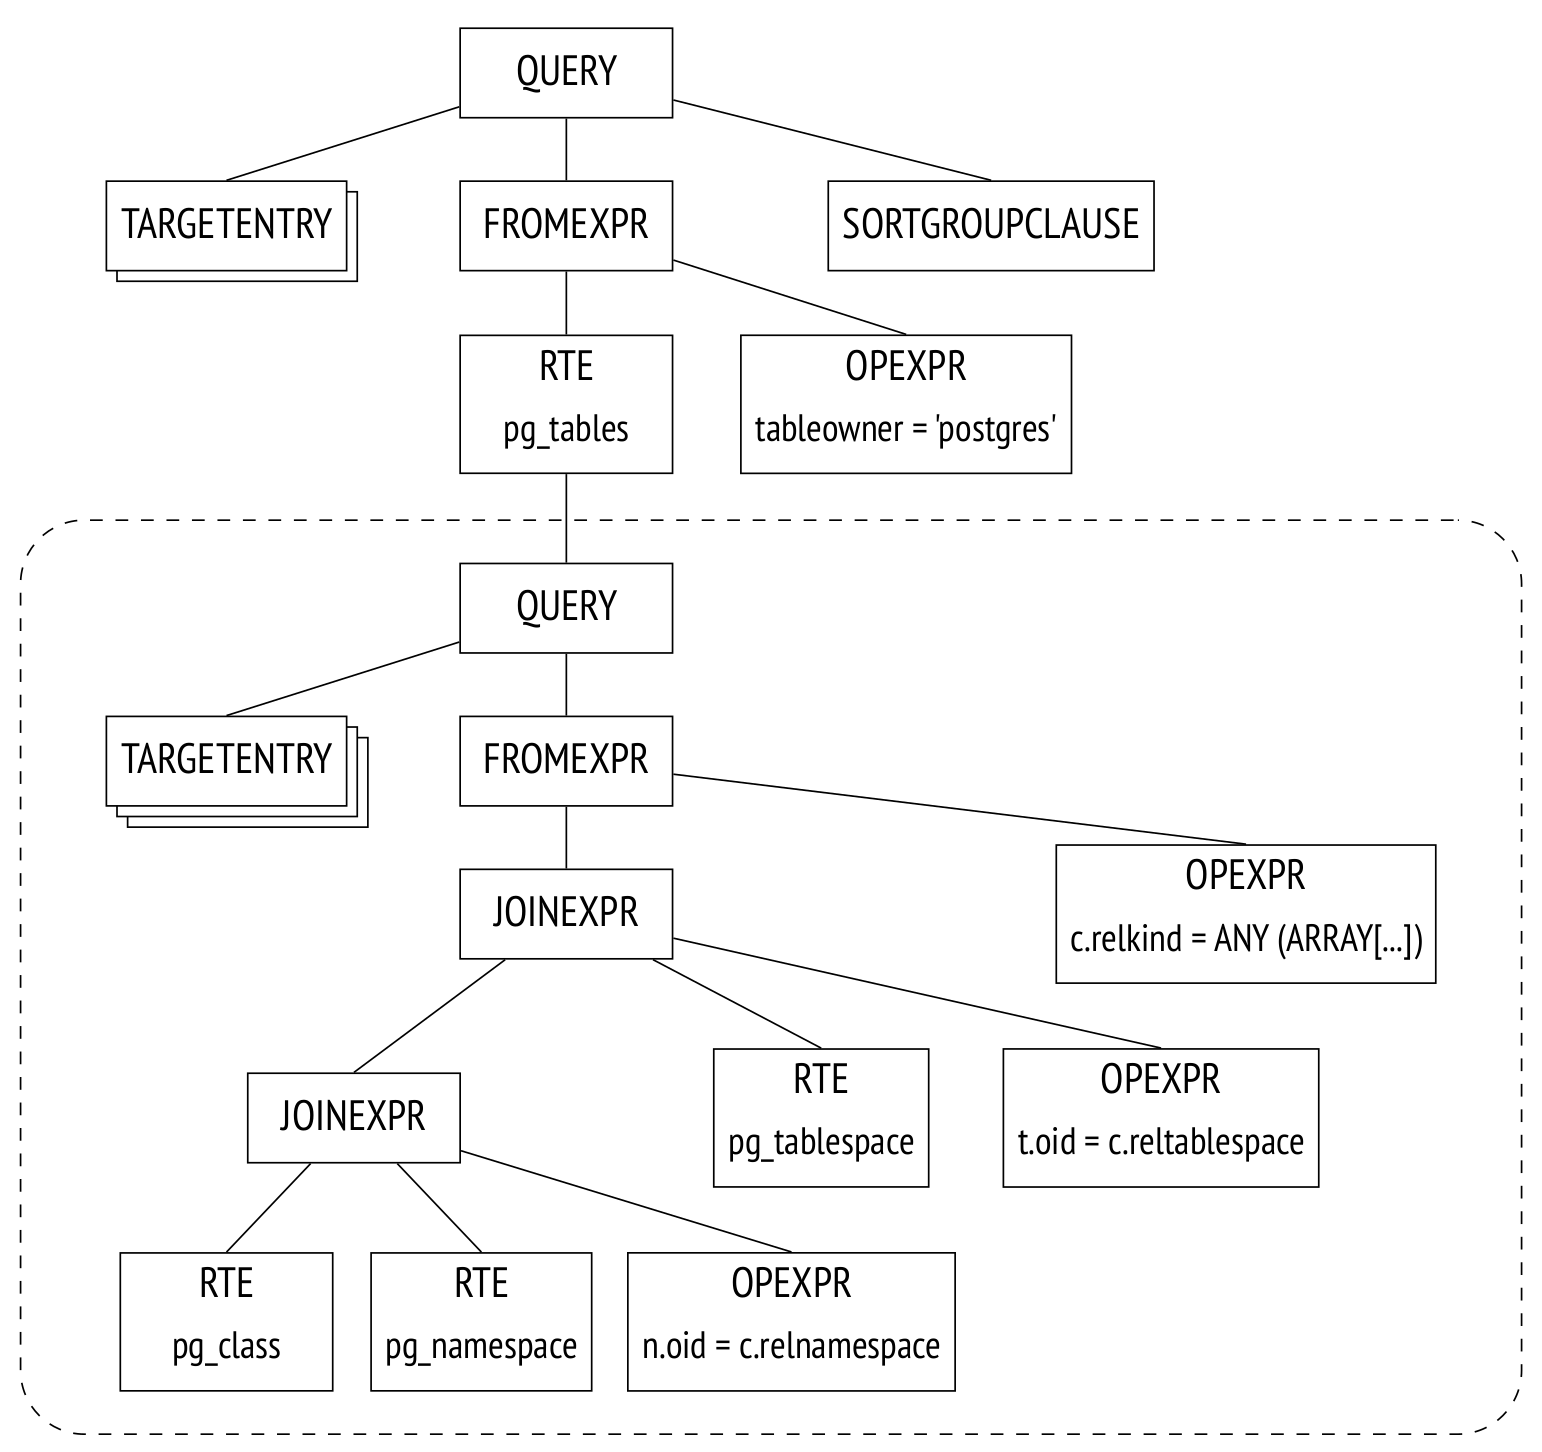 QUERY
TARGETENTRY
FROMEXPR
SORTGROUPCLAUSE
RTE
pg_tables
OPEXPR
tableowner = 'postgres'
QUERY
TARGETENTRY
FROMEXPR
JOINEXPR
OPEXPR
c.relkind = ANY (ARRAY[...])
JOINEXPR
RTE
pg_tablespace
OPEXPR
t.oid = c.reltablespace
RTE
pg_class
RTE
pg_namespace
OPEXPR
n.oid = c.relnamespace